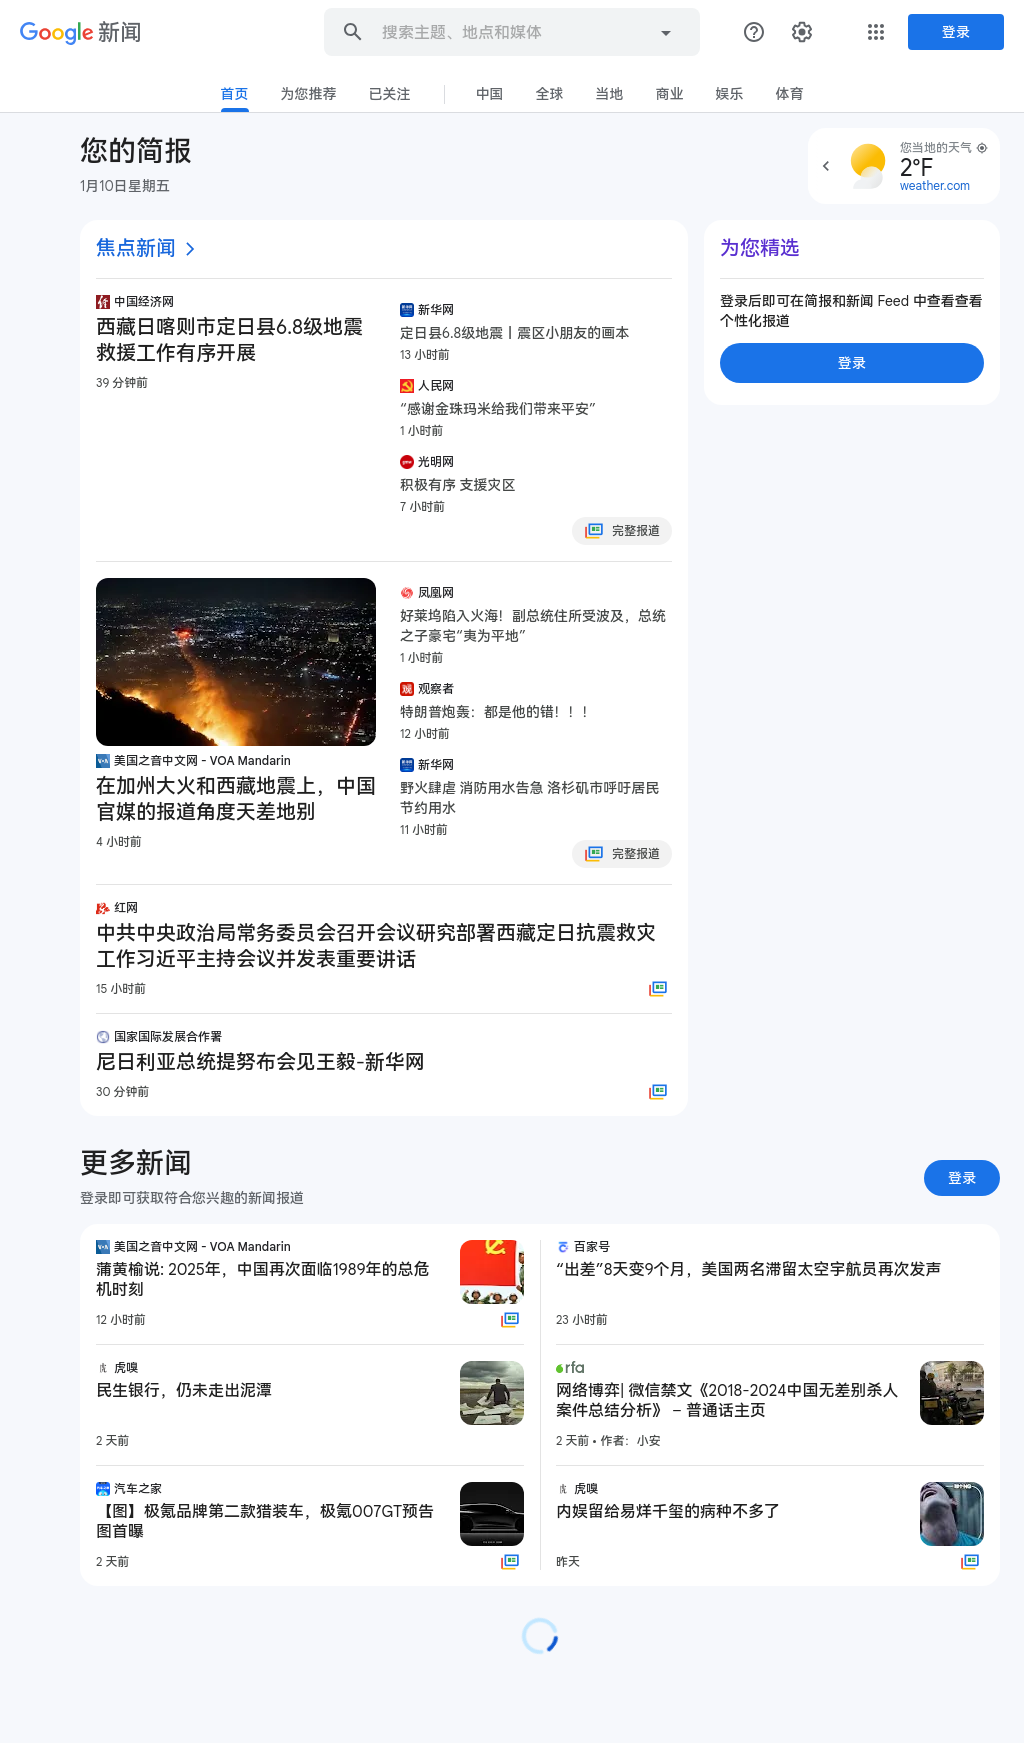 Google 新闻
搜索主题、地点和媒体
登录
首页
为您推荐
已关注
中国
全球
当地
商业
娱乐
体育
您的简报
1月10日星期五
您当地的天气
2°F
weather.com
焦点新闻
中国经济网
西藏日喀则市定日县6.8级地震
救援工作有序开展
39 分钟前
新华网
定日县6.8级地震丨震区小朋友的画本
13 小时前
人民网
“感谢金珠玛米给我们带来平安”
1 小时前
光明网
积极有序 支援灾区
7 小时前
完整报道
为您精选
登录后即可在简报和新闻 Feed 中查看查看
个性化报道
登录
美国之音中文网 - VOA Mandarin
在加州大火和西藏地震上，中国
官媒的报道角度天差地别
4 小时前
凤凰网
好莱坞陷入火海！副总统住所受波及，总统
之子豪宅“夷为平地”
1 小时前
观察者
特朗普炮轰：都是他的错！！！
12 小时前
新华网
野火肆虐 消防用水告急 洛杉矶市呼吁居民
节约用水
11 小时前
完整报道
红网
中共中央政治局常务委员会召开会议研究部署西藏定日抗震救灾
工作习近平主持会议并发表重要讲话
15 小时前
国家国际发展合作署
尼日利亚总统提努布会见王毅-新华网
30 分钟前
更多新闻
登录即可获取符合您兴趣的新闻报道
登录
美国之音中文网 - VOA Mandarin
蒲黄榆说: 2025年，中国再次面临1989年的总危
机时刻
12 小时前
百家号
“出差”8天变9个月，美国两名滞留太空宇航员再次发声
23 小时前
虎嗅
民生银行，仍未走出泥潭
2 天前
rfa
网络博弈| 微信禁文《2018-2024中国无差别杀人
案件总结分析》 – 普通话主页
2 天前 • 作者：小安
汽车之家
【图】极氪品牌第二款猎装车，极氪007GT预告
图首曝
2 天前
虎嗅
内娱留给易烊千玺的病种不多了
昨天